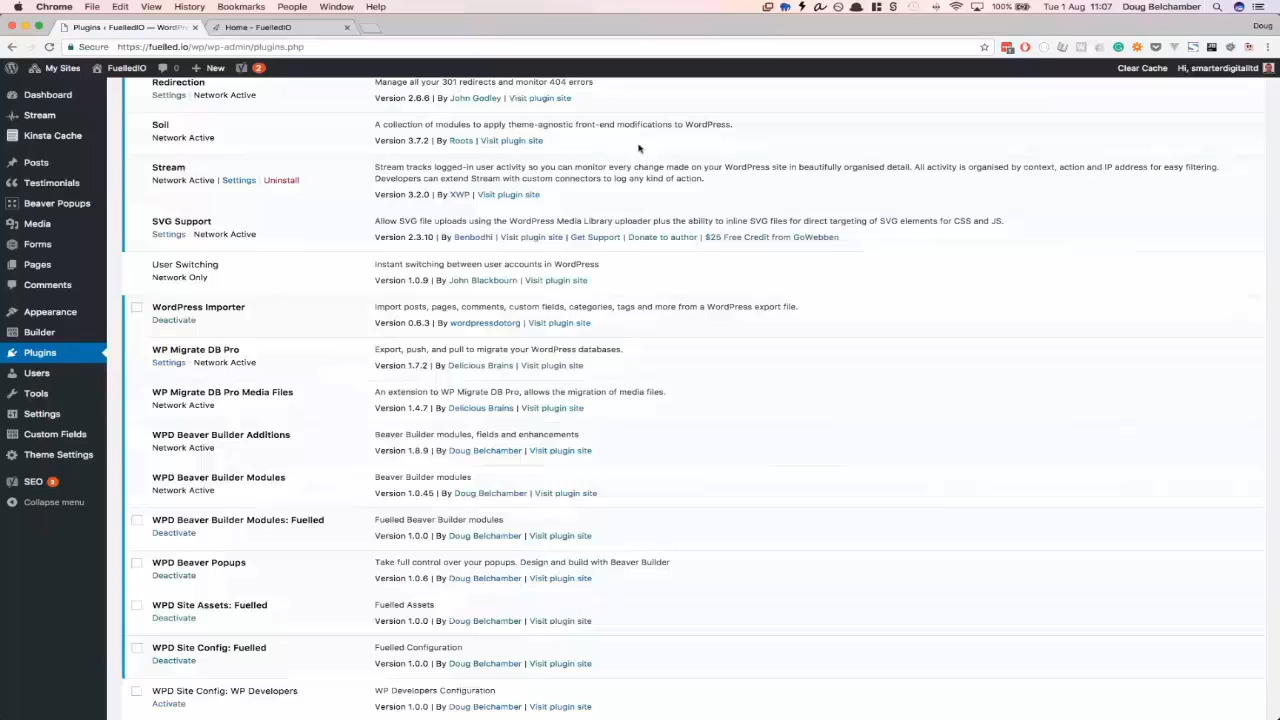 Chrome File Edit View History Bookmarks People Window Help 100% Tue 1 Aug 11:07 Doug Belchamber
Plugins ‹ FuelledIO — WordPr Home – FuelledIO Doug
Secure https://fuelled.io/wp/wp-admin/plugins.php
My Sites FuelledIO 0 New 2 Clear Cache Hi, smarterdigitalltd
Dashboard
Stream
Kinsta Cache
Posts
Testimonials
Beaver Popups
Media
Forms
Pages
Comments
Appearance
Builder
Plugins
Users
Tools
Settings
Custom Fields
Theme Settings
SEO 3
Collapse menu
Redirection Manage all your 301 redirects and monitor 404 errors
Settings Network Active Version 2.6.6 | By John Godley | Visit plugin site
Soil A collection of modules to apply theme-agnostic front-end modifications to WordPress.
Network Active Version 3.7.2 | By Roots | Visit plugin site
Stream Stream tracks logged-in user activity so you can monitor every change made on your WordPress site in beautifully organised detail. All activity is organised by context, action and IP address for easy filtering.
Network Active | Settings | Uninstall Developers can extend Stream with custom connectors to log any kind of action.
Version 3.2.0 | By XWP | Visit plugin site
SVG Support Allow SVG file uploads using the WordPress Media Library uploader plus the ability to inline SVG files for direct targeting of SVG elements for CSS and JS.
Settings Network Active Version 2.3.10 | By Benbodhi | Visit plugin site | Get Support | Donate to author | $25 Free Credit from GoWebben
User Switching Instant switching between user accounts in WordPress
Network Only Version 1.0.9 | By John Blackbourn | Visit plugin site
WordPress Importer Import posts, pages, comments, custom fields, categories, tags and more from a WordPress export file.
Deactivate Version 0.6.3 | By wordpressdotorg | Visit plugin site
WP Migrate DB Pro Export, push, and pull to migrate your WordPress databases.
Settings Network Active Version 1.7.2 | By Delicious Brains | Visit plugin site
WP Migrate DB Pro Media Files An extension to WP Migrate DB Pro, allows the migration of media files.
Network Active Version 1.4.7 | By Delicious Brains | Visit plugin site
WPD Beaver Builder Additions Beaver Builder modules, fields and enhancements
Network Active Version 1.8.9 | By Doug Belchamber | Visit plugin site
WPD Beaver Builder Modules Beaver Builder modules
Network Active Version 1.0.45 | By Doug Belchamber | Visit plugin site
WPD Beaver Builder Modules: Fuelled Fuelled Beaver Builder modules
Deactivate Version 1.0.0 | By Doug Belchamber | Visit plugin site
WPD Beaver Popups Take full control over your popups. Design and build with Beaver Builder
Deactivate Version 1.0.6 | By Doug Belchamber | Visit plugin site
WPD Site Assets: Fuelled Fuelled Assets
Deactivate Version 1.0.0 | By Doug Belchamber | Visit plugin site
WPD Site Config: Fuelled Fuelled Configuration
Deactivate Version 1.0.0 | By Doug Belchamber | Visit plugin site
WPD Site Config: WP Developers WP Developers Configuration
Activate Version 1.0.0 | By Doug Belchamber | Visit plugin site